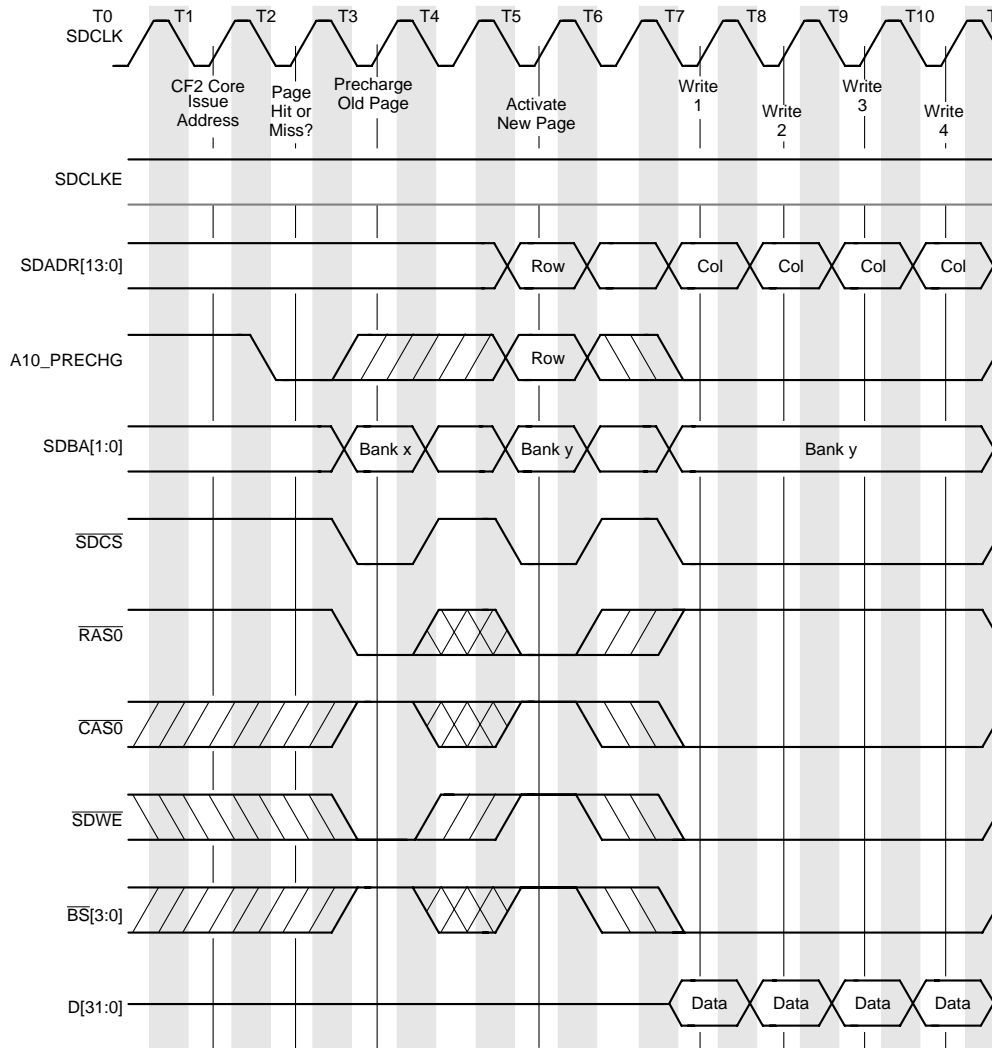 T0 T1 T2 T3 T4 T5 T6 T7 T8 T9 T10 T
SDCLK
CF2 Core
Issue
Address
Page
Hit or
Miss?
Precharge
Old Page
Activate
New Page
Write
1
Write
2
Write
3
Write
4
SDCLKE
SDADR[13:0]
Row
Col
Col
Col
Col
A10_PRECHG
Row
SDBA[1:0]
Bank x
Bank y
Bank y
SDCS
RAS0
CAS0
SDWE
BS[3:0]
D[31:0]
Data
Data
Data
Data